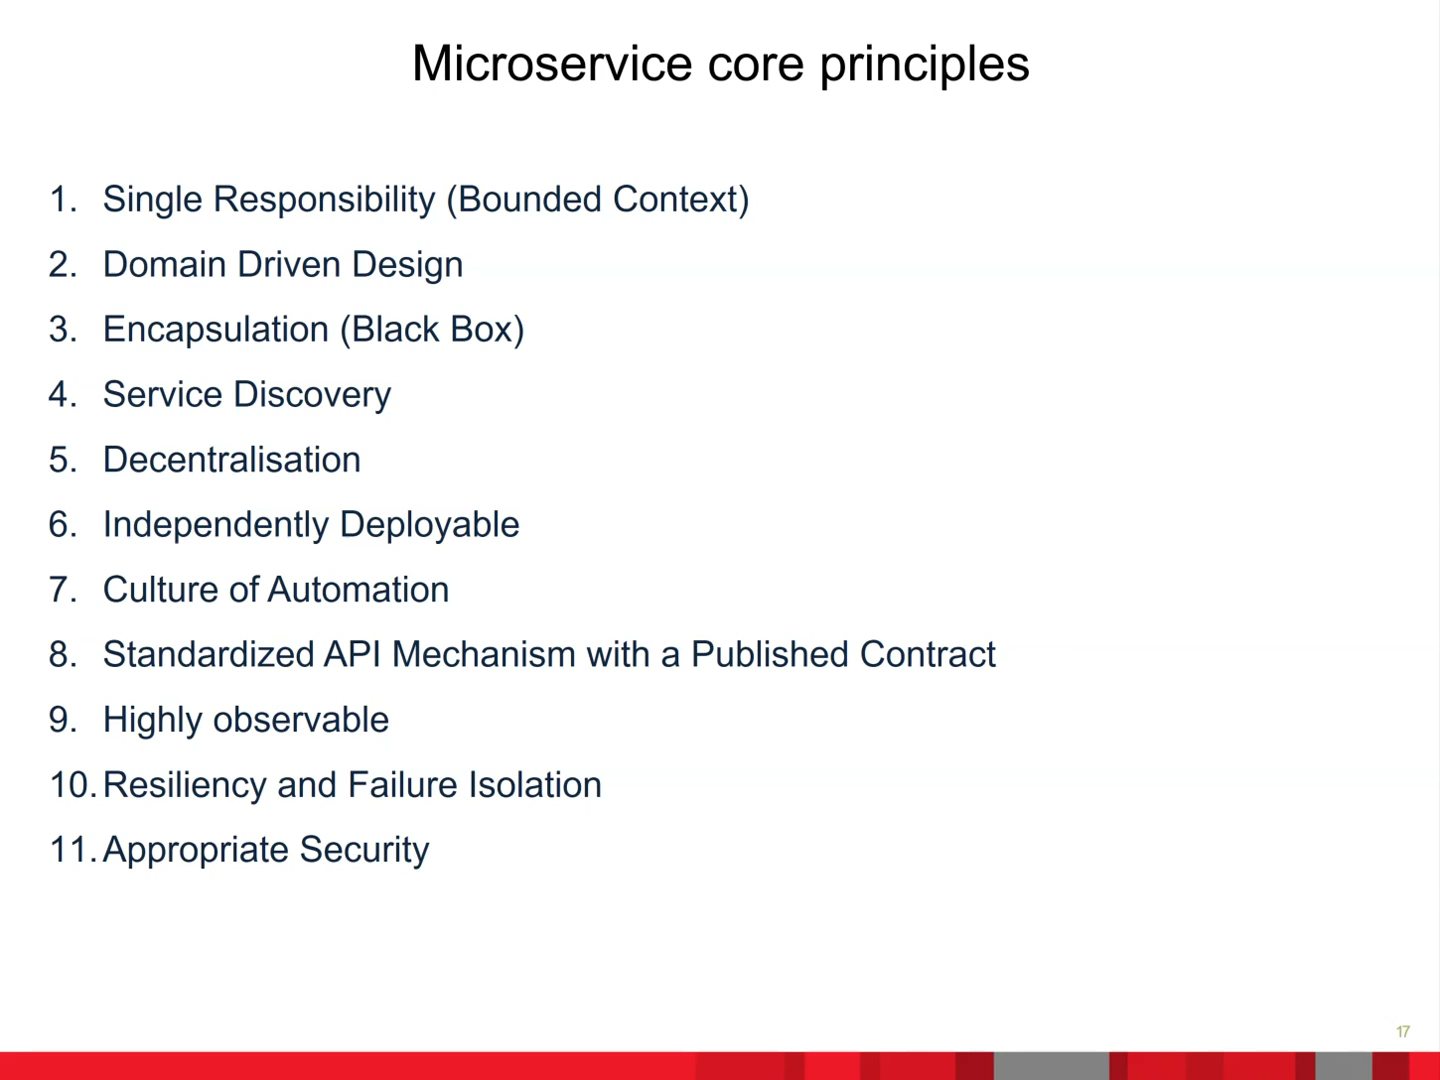 Microservice core principles
1. Single Responsibility (Bounded Context)
2. Domain Driven Design
3. Encapsulation (Black Box)
4. Service Discovery
5. Decentralisation
6. Independently Deployable
7. Culture of Automation
8. Standardized API Mechanism with a Published Contract
9. Highly observable
10. Resiliency and Failure Isolation
11. Appropriate Security
17